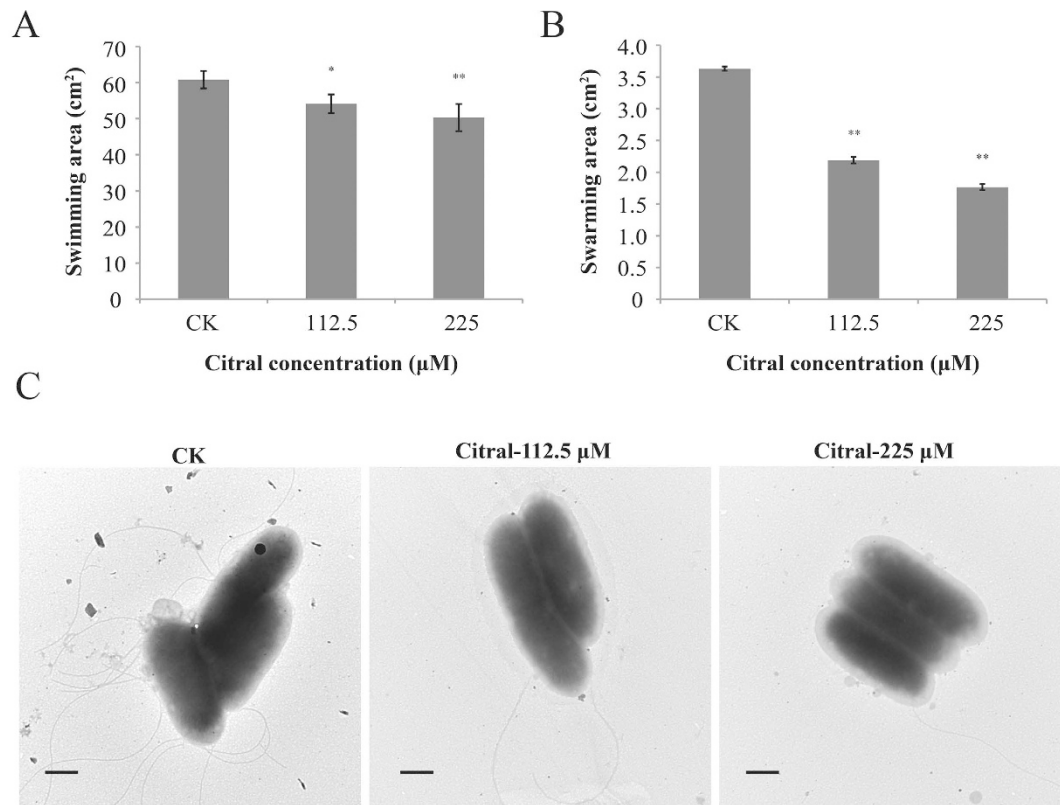 A
Swimming area (cm²)
70
60
50
40
30
20
10
0
*
**
CK
112.5
225
Citral concentration (μM)
B
Swarming area (cm²)
4.0
3.5
3.0
2.5
2.0
1.5
1.0
0.5
0
**
**
CK
112.5
225
Citral concentration (μM)
C
CK
Citral-112.5 μM
Citral-225 μM